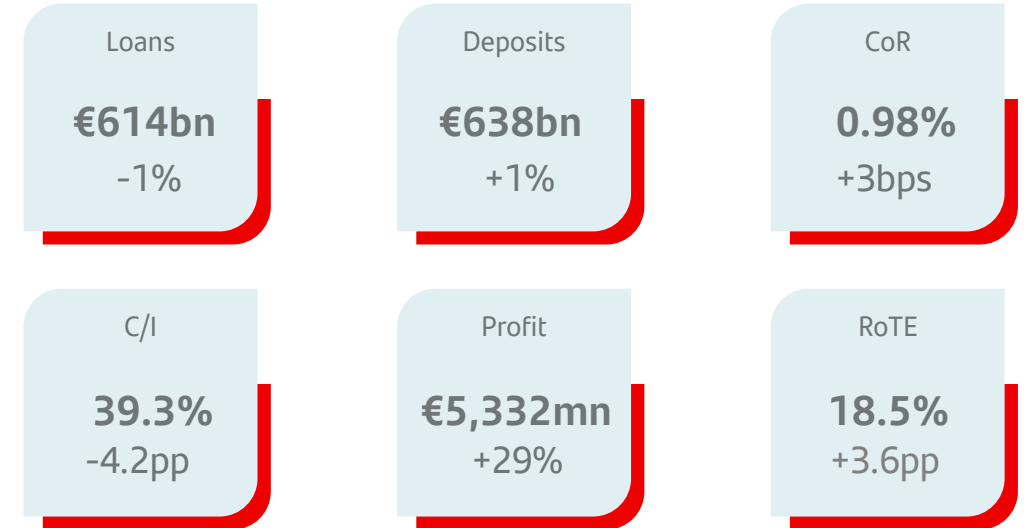 Loans
€614bn
-1%
Deposits
€638bn
+1%
CoR
0.98%
+3bps
C/I
39.3%
-4.2pp
Profit
€5,332mn
+29%
RoTE
18.5%
+3.6pp